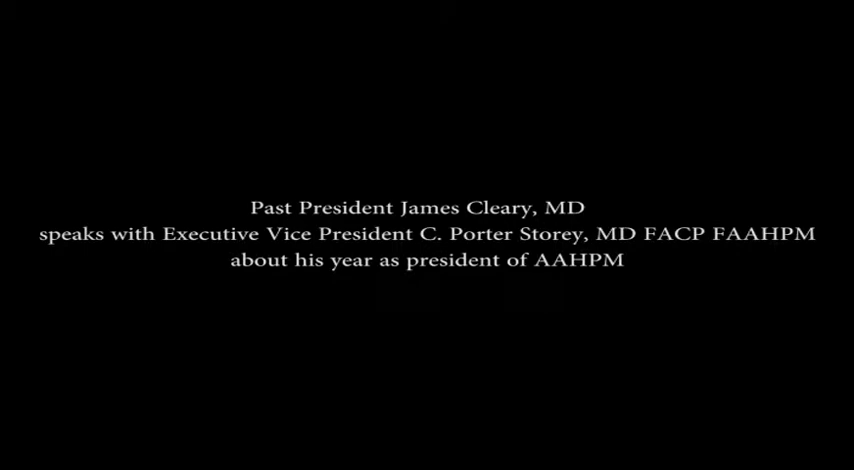 Past President James Cleary, MD
speaks with Executive Vice President C. Porter Storey, MD FACP FAAHPM
about his year as president of AAHPM